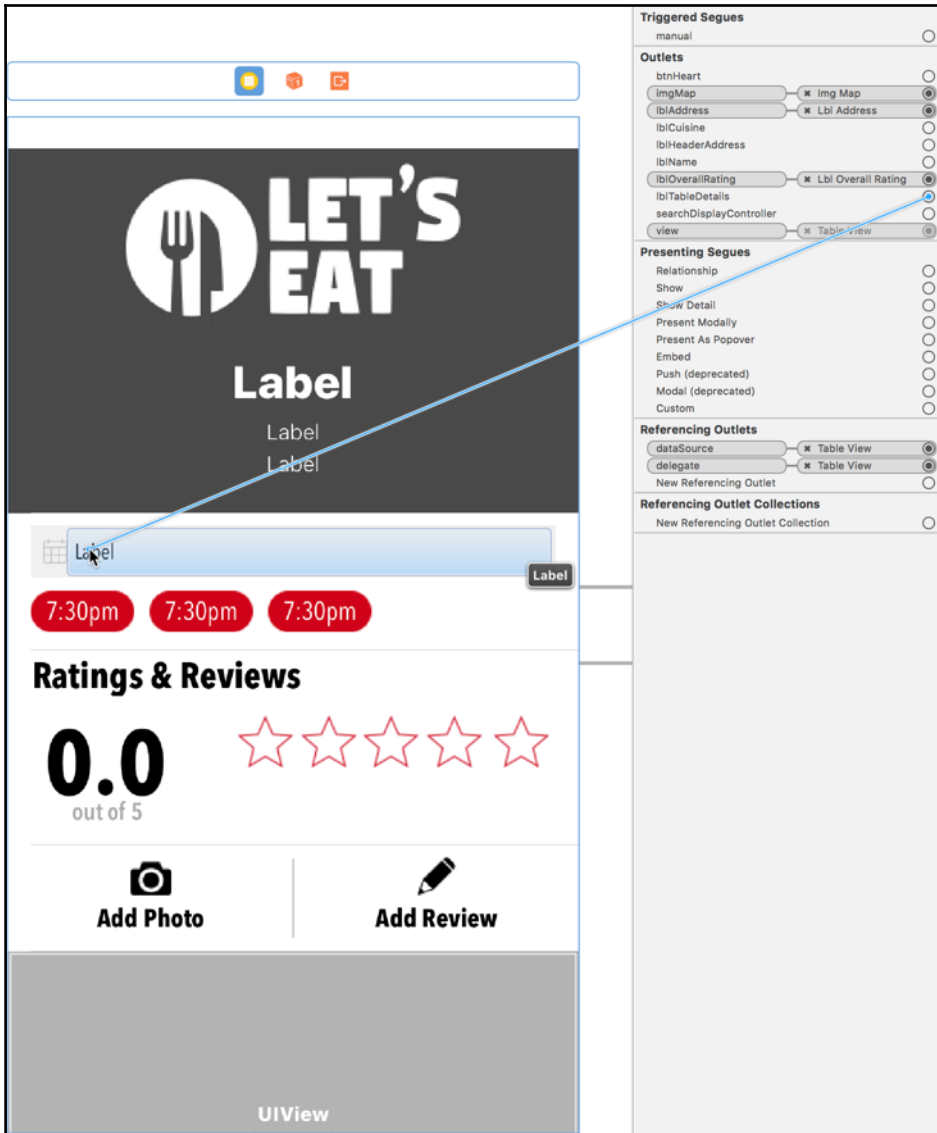 LET'S
EAT
Label
Label
Label
Label
Label
7:30pm 7:30pm 7:30pm
Ratings & Reviews
0.0
out of 5
Add Photo Add Review
UIView
Triggered Segues
manual
Outlets
btnHeart
imgMap Img Map
lblAddress Lbl Address
lblCuisine
lblHeaderAddress
lblName
lblOverallRating Lbl Overall Rating
lblTableDetails
searchDisplayController
view Table View
Presenting Segues
Relationship
Show
Show Detail
Present Modally
Present As Popover
Embed
Push (deprecated)
Modal (deprecated)
Custom
Referencing Outlets
dataSource Table View
delegate Table View
New Referencing Outlet
Referencing Outlet Collections
New Referencing Outlet Collection